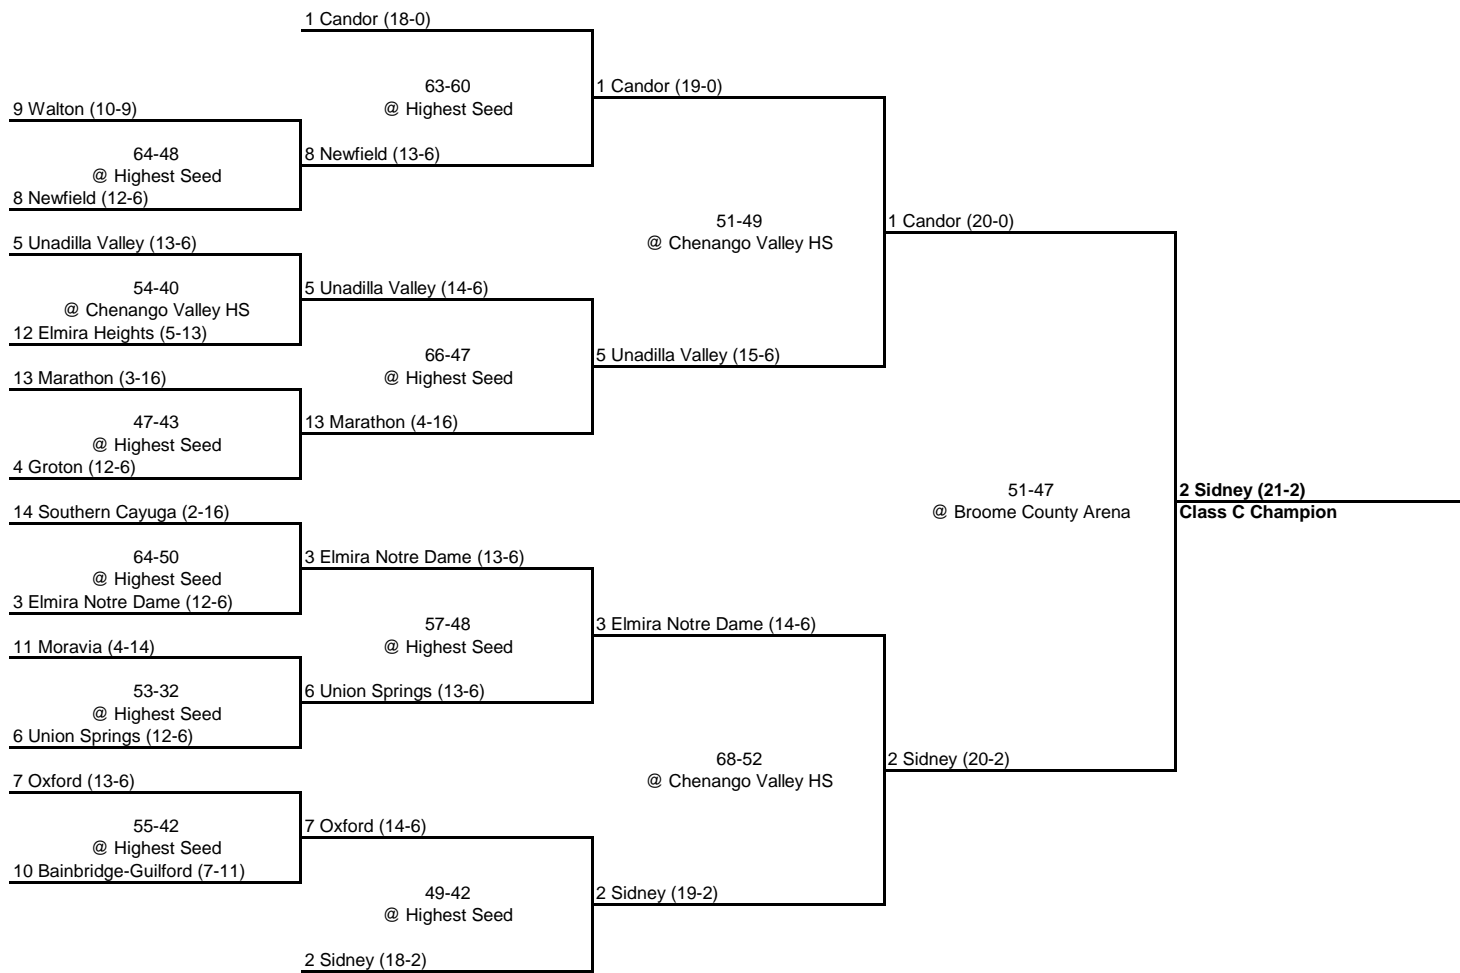 1 Candor (18-0)
63-60
@ Highest Seed
1 Candor (19-0)
9 Walton (10-9)
64-48
@ Highest Seed
8 Newfield (13-6)
8 Newfield (12-6)
5 Unadilla Valley (13-6)
51-49
@ Chenango Valley HS
1 Candor (20-0)
54-40
@ Chenango Valley HS
5 Unadilla Valley (14-6)
12 Elmira Heights (5-13)
66-47
@ Highest Seed
5 Unadilla Valley (15-6)
13 Marathon (3-16)
47-43
@ Highest Seed
13 Marathon (4-16)
4 Groton (12-6)
51-47
@ Broome County Arena
2 Sidney (21-2)
Class C Champion
14 Southern Cayuga (2-16)
64-50
@ Highest Seed
3 Elmira Notre Dame (13-6)
3 Elmira Notre Dame (12-6)
57-48
@ Highest Seed
3 Elmira Notre Dame (14-6)
11 Moravia (4-14)
53-32
@ Highest Seed
6 Union Springs (13-6)
6 Union Springs (12-6)
68-52
@ Chenango Valley HS
2 Sidney (20-2)
7 Oxford (13-6)
55-42
@ Highest Seed
7 Oxford (14-6)
10 Bainbridge-Guilford (7-11)
49-42
@ Highest Seed
2 Sidney (19-2)
2 Sidney (18-2)